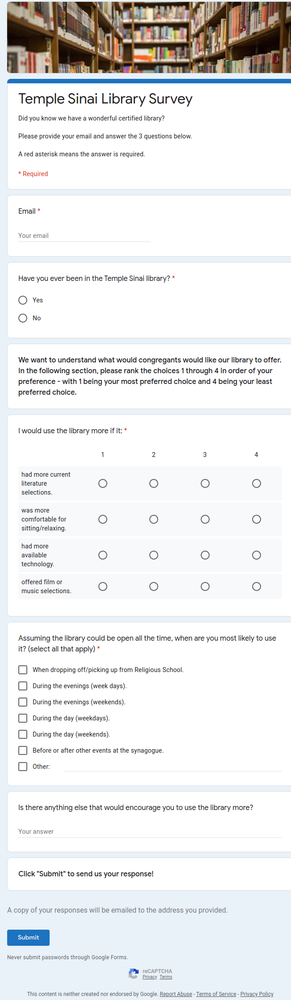 Temple Sinai Library Survey
Did you know we have a wonderful certified library?
Please provide your email and answer the 3 questions below.
A red asterisk means the answer is required.
* Required
Email *
Your email
Have you ever been in the Temple Sinai library? *
Yes
No
We want to understand what would congregants would like our library to offer.
In the following section, please rank the choices 1 through 4 in order of your
preference - with 1 being your most preferred choice and 4 being your least
preferred choice.
I would use the library more if it: *
1 2 3 4
had more current
literature
selections.
was more
comfortable for
sitting/relaxing.
had more
available
technology.
offered film or
music selections.
Assuming the library could be open all the time, when are you most likely to use
it? (select all that apply) *
When dropping off/picking up from Religious School.
During the evenings (week days).
During the evenings (weekends).
During the day (weekdays).
During the day (weekends).
Before or after other events at the synagogue.
Other:
Is there anything else that would encourage you to use the library more?
Your answer
Click "Submit" to send us your response!
A copy of your responses will be emailed to the address you provided.
Submit
Never submit passwords through Google Forms.
reCAPTCHA
Privacy Terms
This content is neither created nor endorsed by Google. Report Abuse - Terms of Service - Privacy Policy